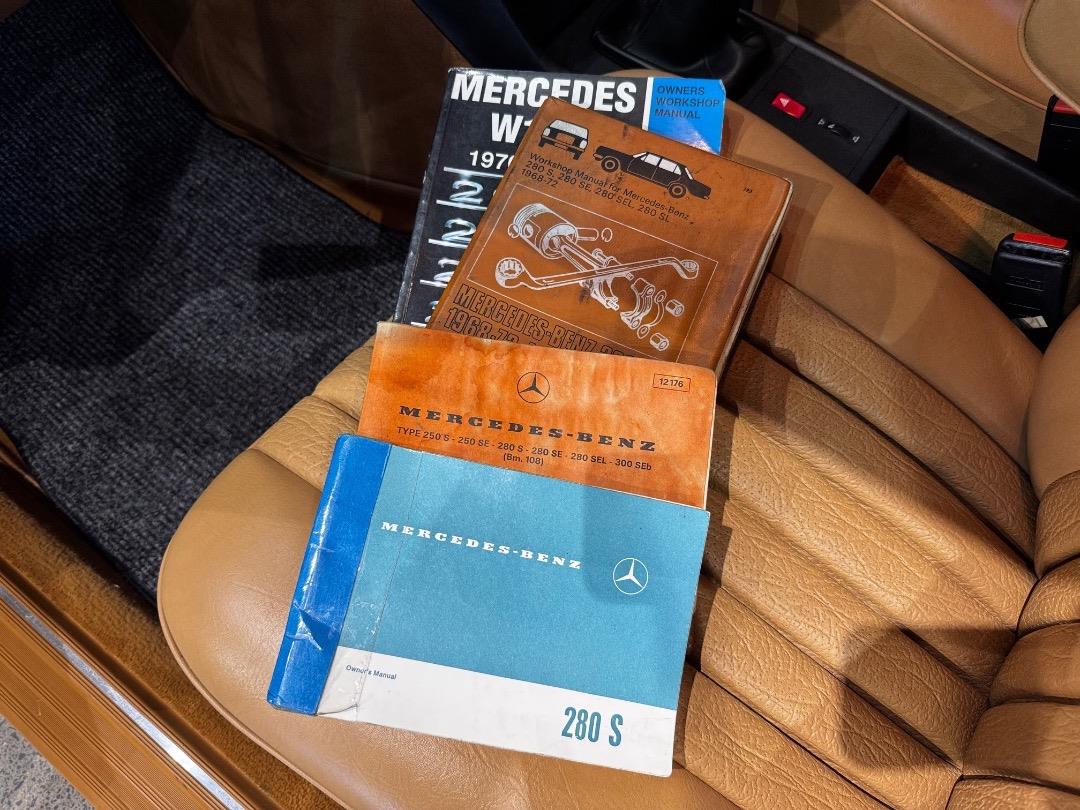 MERCEDES
OWNERS
WORKSHOP
MANUAL
Workshop Manual for Mercedes-Benz
280 S, 280 SE, 280 SEL, 280 SL
1968-72
MERCEDES-BENZ
1968-72
12 176
MERCEDES-BENZ
TYPE 250 S - 250 SE - 280 S - 280 SE - 280 SEL - 300 SEb
(Bm. 108)
MERCEDES-BENZ
Owner's Manual
280 S